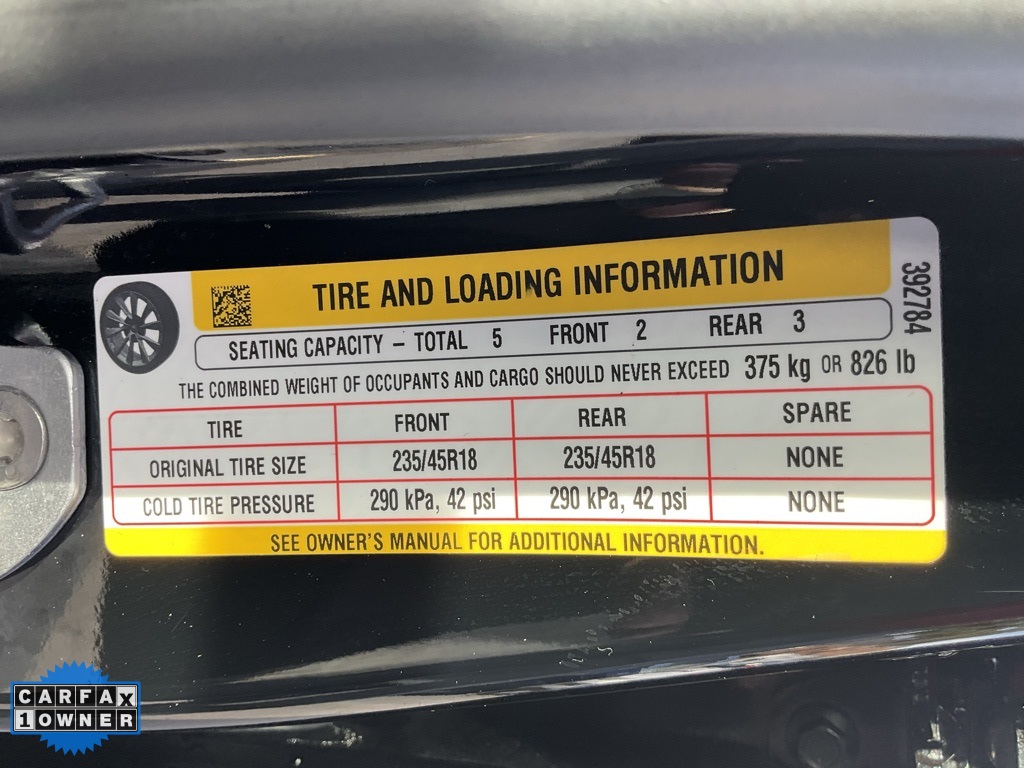 TIRE AND LOADING INFORMATION
392784
SEATING CAPACITY – TOTAL 5 FRONT 2 REAR 3
THE COMBINED WEIGHT OF OCCUPANTS AND CARGO SHOULD NEVER EXCEED 375 kg OR 826 lb
TIRE FRONT REAR SPARE
ORIGINAL TIRE SIZE 235/45R18 235/45R18 NONE
COLD TIRE PRESSURE 290 kPa, 42 psi 290 kPa, 42 psi NONE
SEE OWNER'S MANUAL FOR ADDITIONAL INFORMATION.
CARFAX
1 OWNER